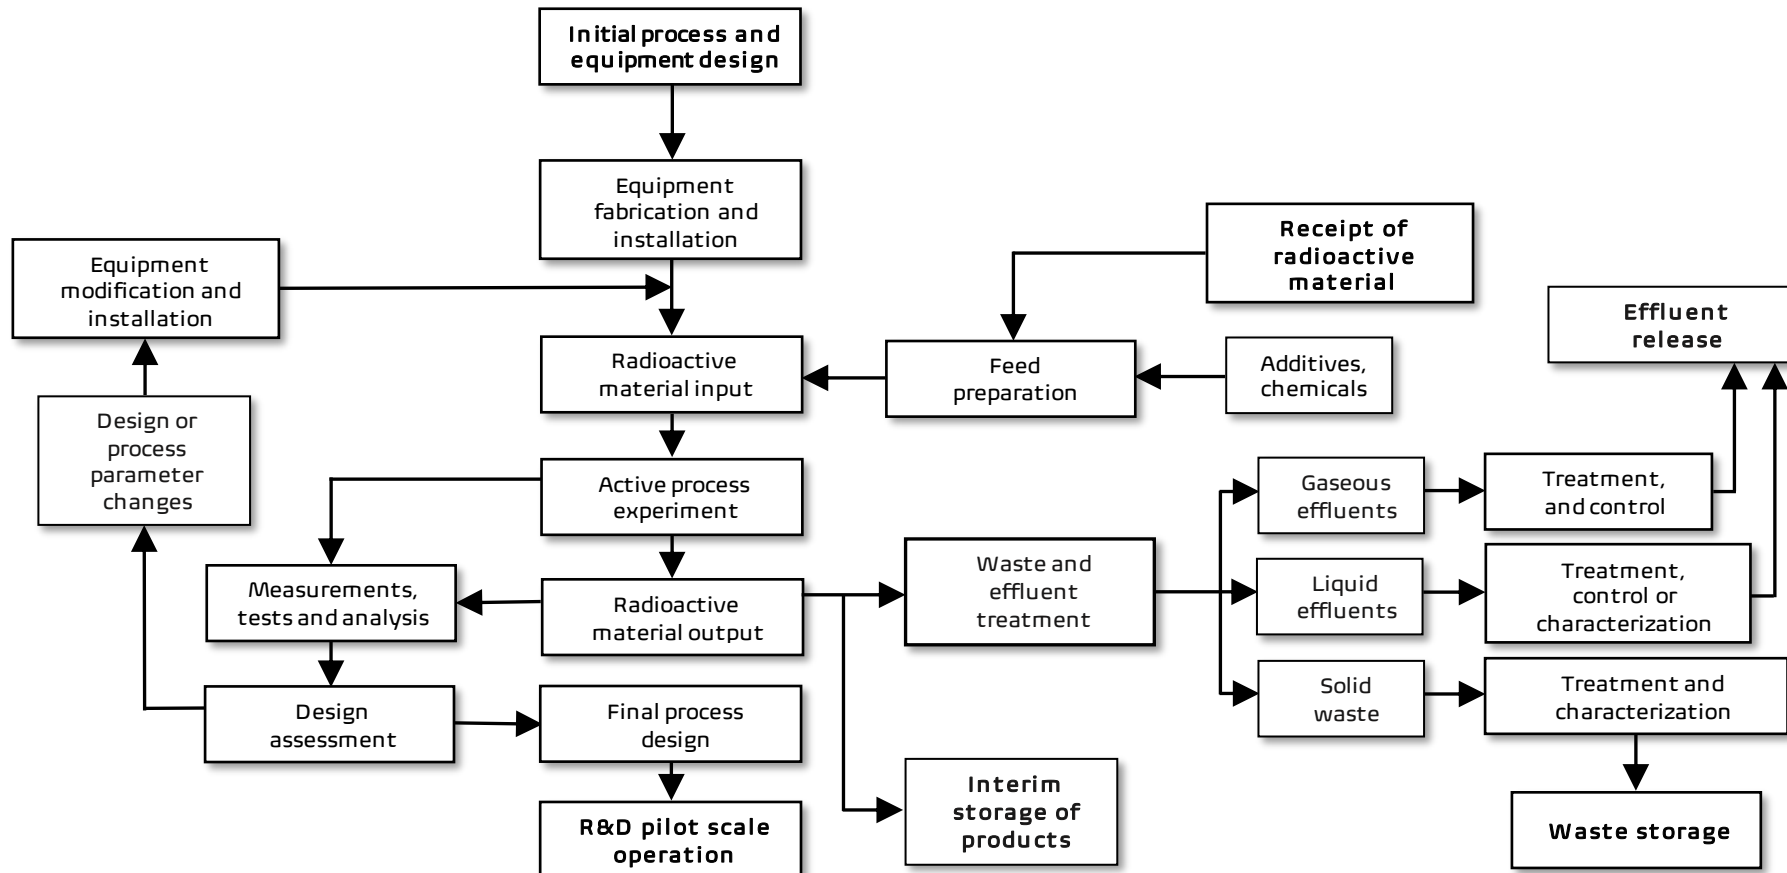 Initial process and
equipment design
Equipment
fabrication and
installation
Receipt of
radioactive
material
Equipment
modification and
installation
Effluent
release
Radioactive
material input
Feed
preparation
Additives,
chemicals
Design or
process
parameter
changes
Active process
experiment
Gaseous
effluents
Treatment,
and control
Measurements,
tests and analysis
Radioactive
material output
Waste and
effluent
treatment
Liquid
effluents
Treatment,
control or
characterization
Design
assessment
Final process
design
Solid
waste
Treatment and
characterization
Interim
storage of
products
R&D pilot scale
operation
Waste storage